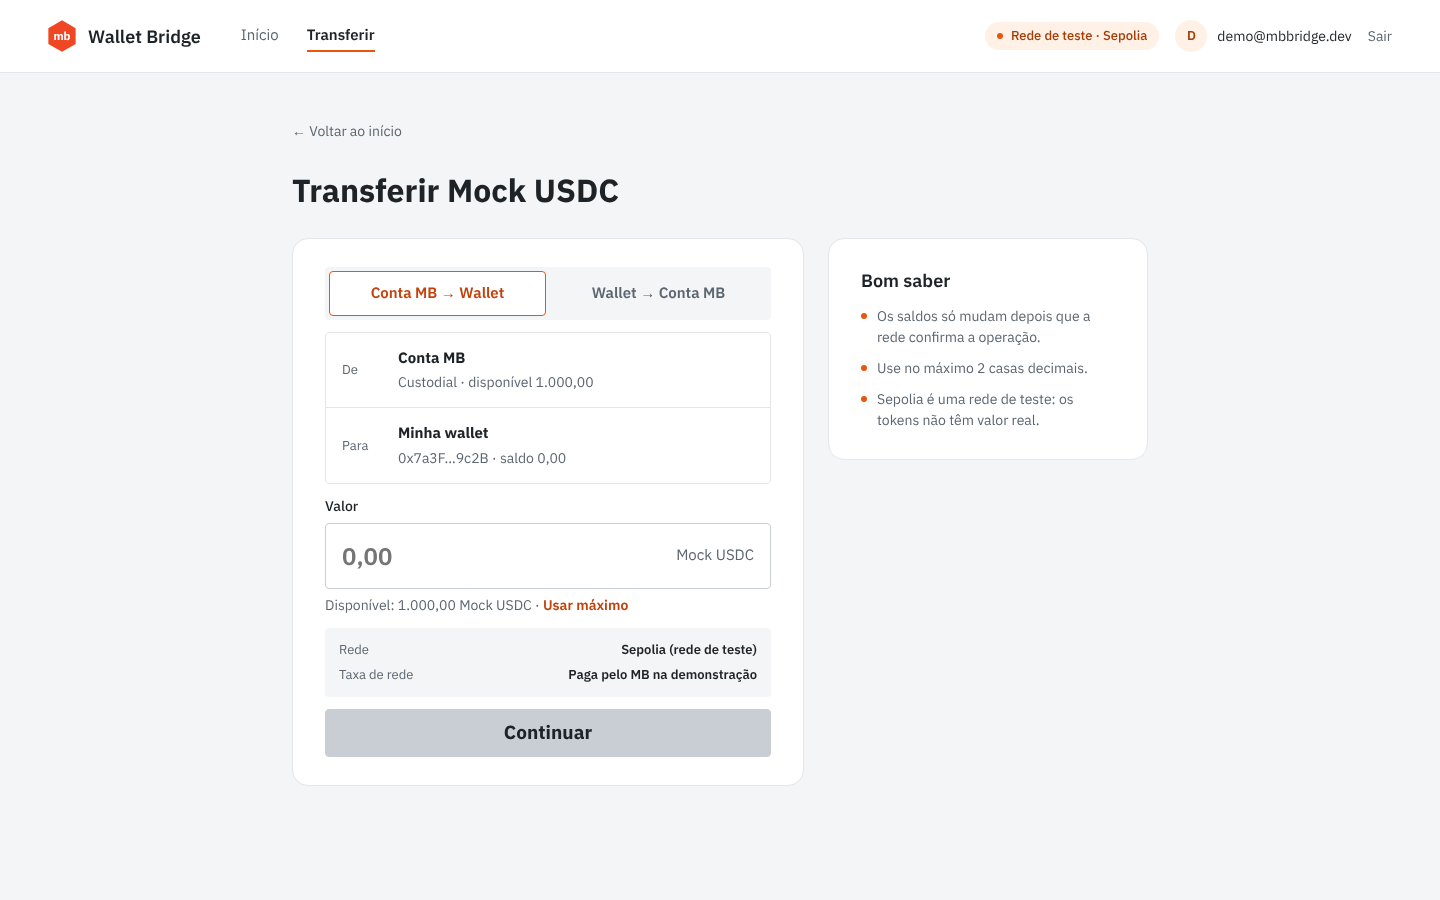 mb
Wallet Bridge
Início
Transferir
Rede de teste · Sepolia
D
demo@mbbridge.dev
Sair
← Voltar ao início
Transferir Mock USDC
Conta MB → Wallet
Wallet → Conta MB
De
Conta MB
Custodial · disponível 1.000,00
Para
Minha wallet
0x7a3F...9c2B · saldo 0,00
Valor
0,00
Mock USDC
Disponível: 1.000,00 Mock USDC · Usar máximo
Rede
Sepolia (rede de teste)
Taxa de rede
Paga pelo MB na demonstração
Continuar
Bom saber
Os saldos só mudam depois que a
rede confirma a operação.
Use no máximo 2 casas decimais.
Sepolia é uma rede de teste: os
tokens não têm valor real.